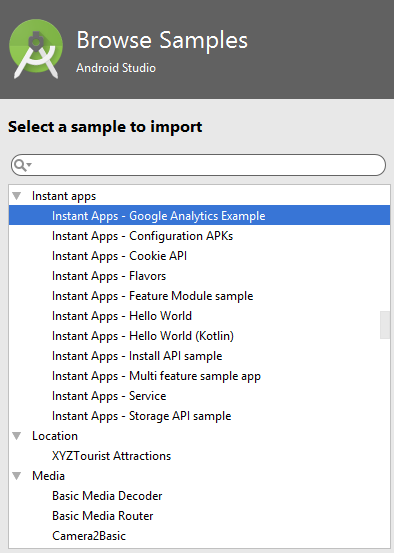 Browse Samples
Android Studio
Select a sample to import
Instant apps
Instant Apps - Google Analytics Example
Instant Apps - Configuration APKs
Instant Apps - Cookie API
Instant Apps - Flavors
Instant Apps - Feature Module sample
Instant Apps - Hello World
Instant Apps - Hello World (Kotlin)
Instant Apps - Install API sample
Instant Apps - Multi feature sample app
Instant Apps - Service
Instant Apps - Storage API sample
Location
XYZTourist Attractions
Media
Basic Media Decoder
Basic Media Router
Camera2Basic